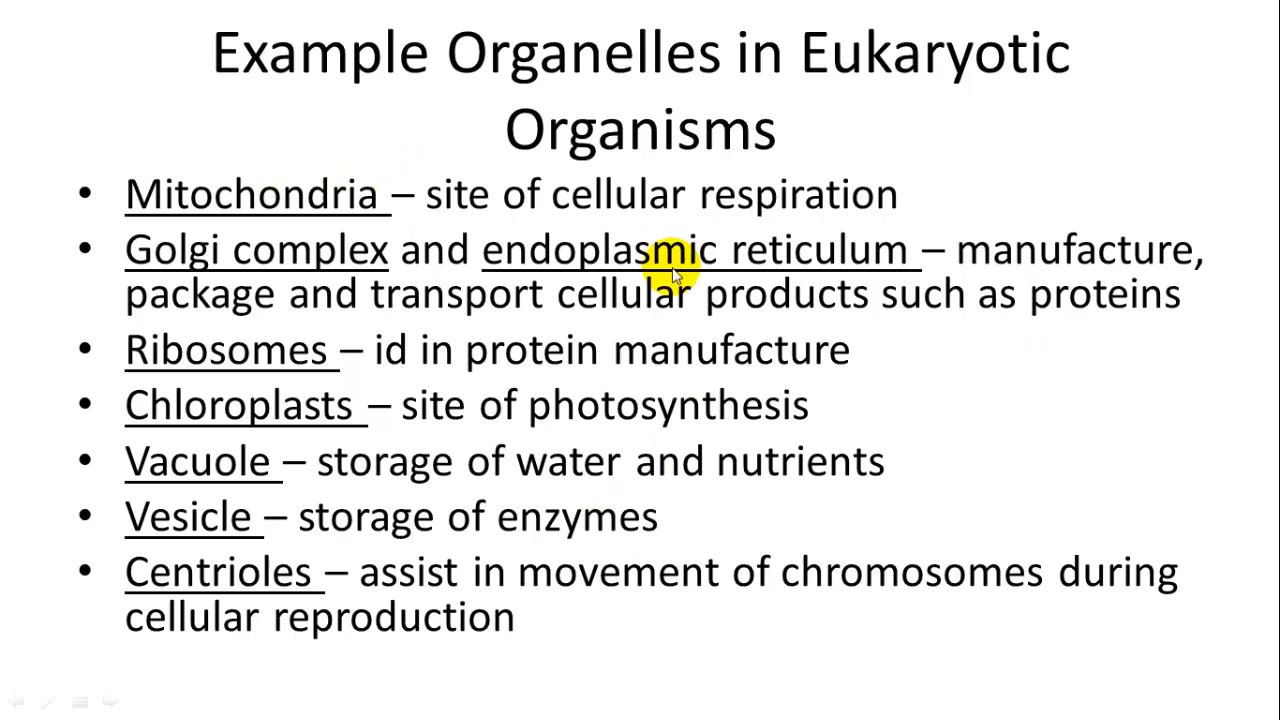 Example Organelles in Eukaryotic
Organisms
• Mitochondria – site of cellular respiration
• Golgi complex and endoplasmic reticulum – manufacture,
package and transport cellular products such as proteins
• Ribosomes – id in protein manufacture
• Chloroplasts – site of photosynthesis
• Vacuole – storage of water and nutrients
• Vesicle – storage of enzymes
• Centrioles – assist in movement of chromosomes during
cellular reproduction